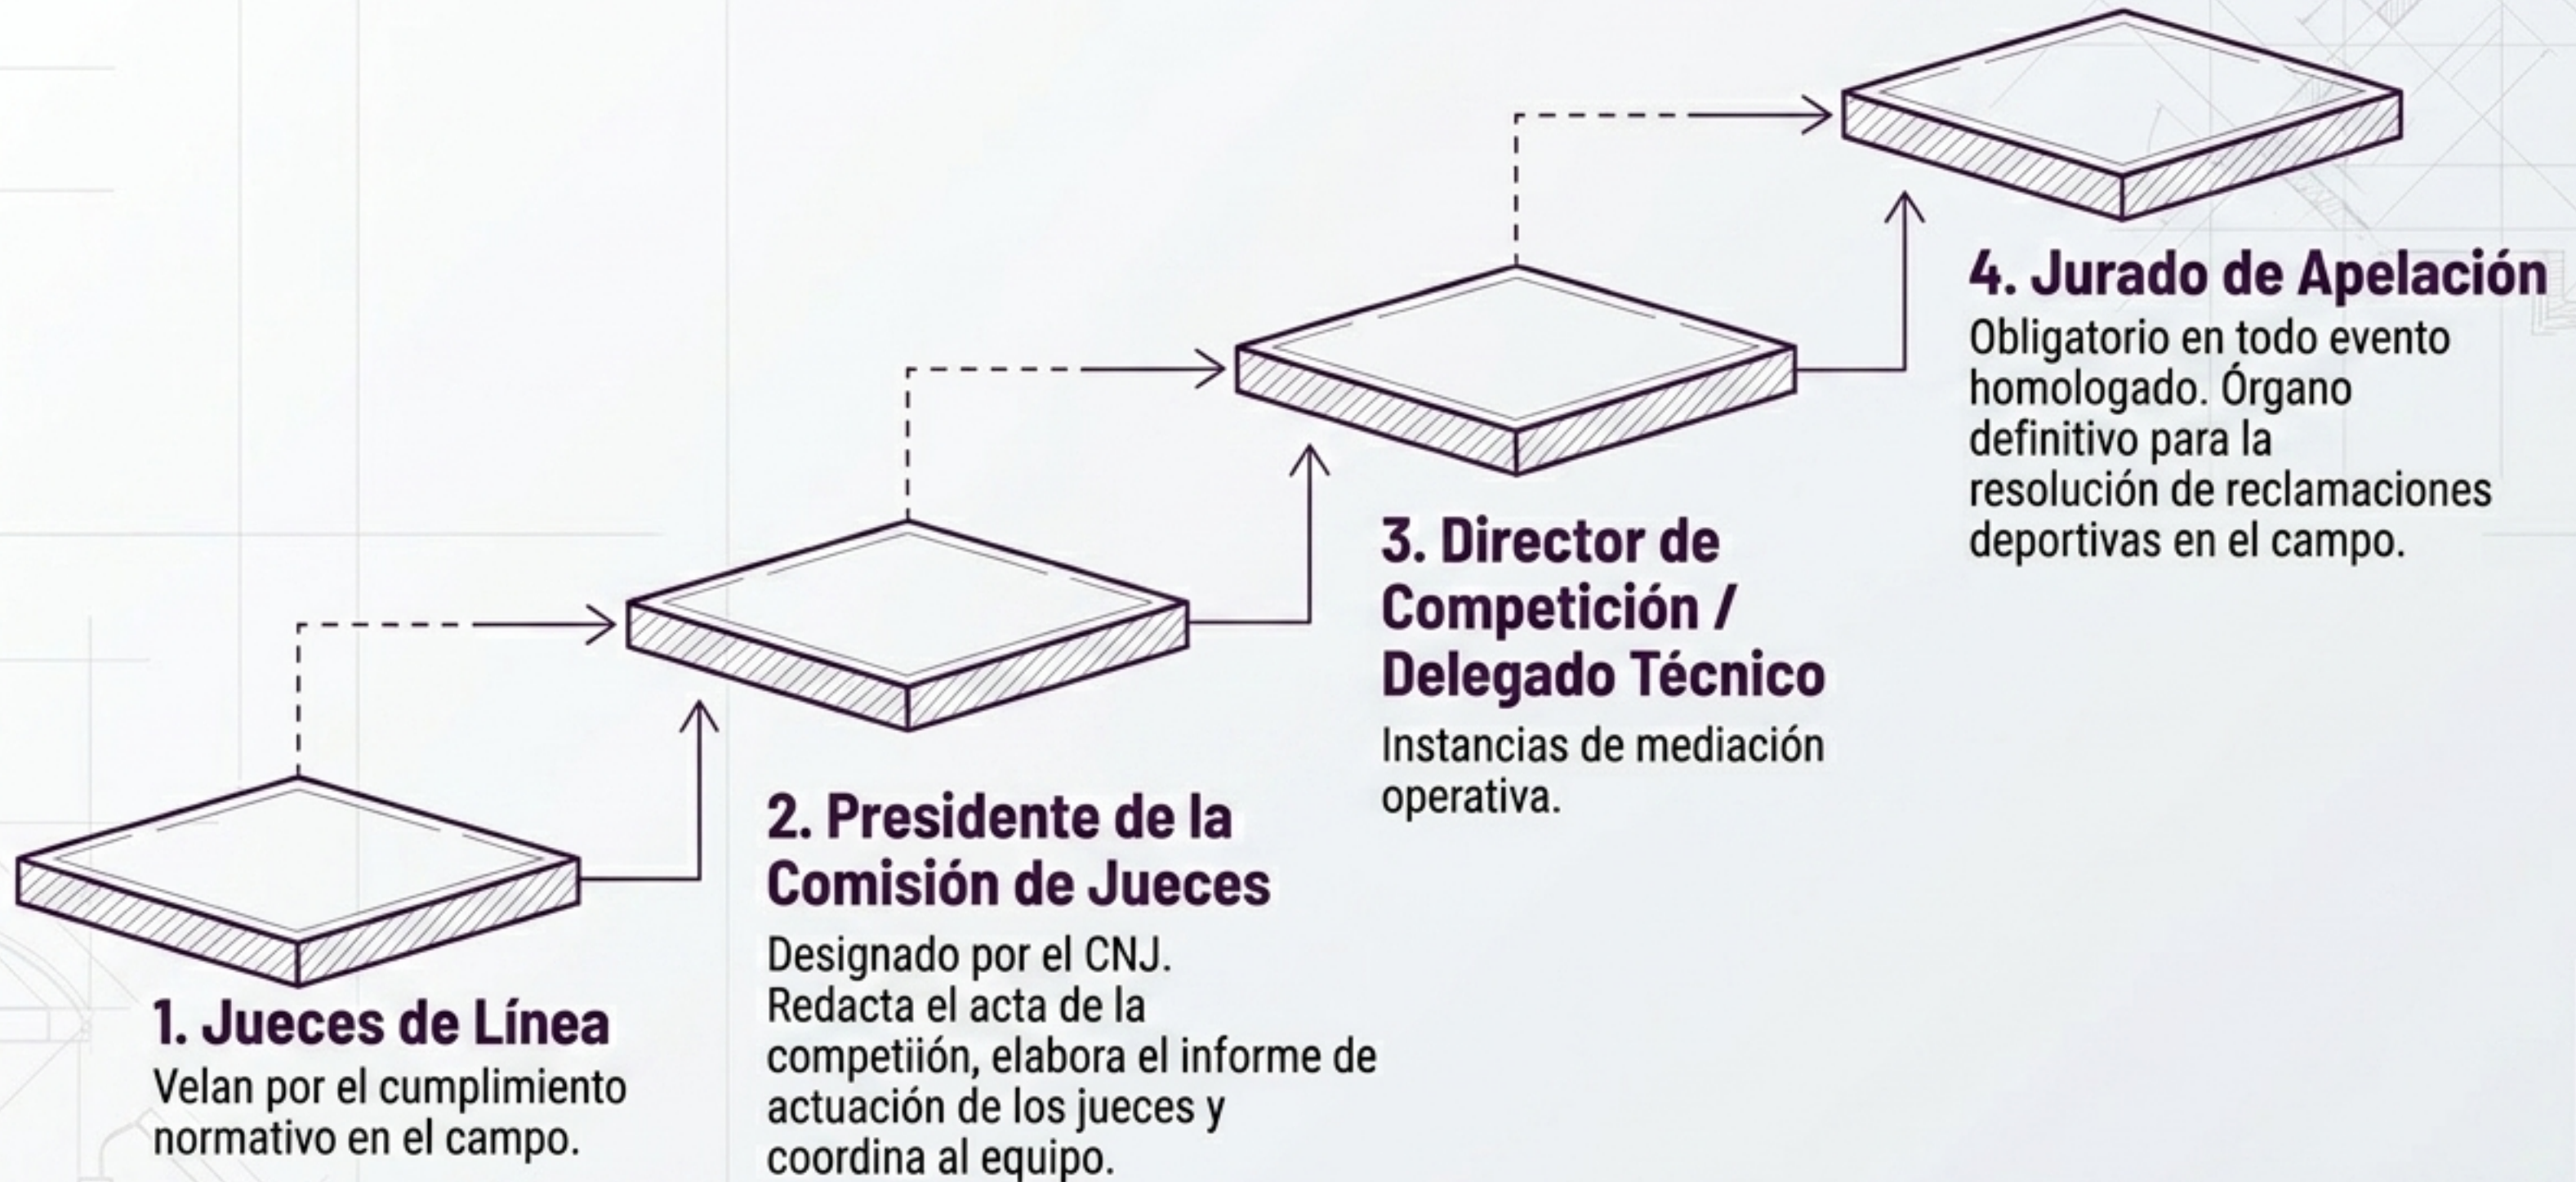 1. Jueces de Línea
Velan por el cumplimiento
normativo en el campo.
2. Presidente de la
Comisión de Jueces
Designado por el CNJ.
Redacta el acta de la
competiión, elabora el informe de
actuación de los jueces y
coordina al equipo.
3. Director de
Competición /
Delegado Técnico
Instancias de mediación
operativa.
4. Jurado de Apelación
Obligatorio en todo evento
homologado. Órgano
definitivo para la
resolución de reclamaciones
deportivas en el campo.